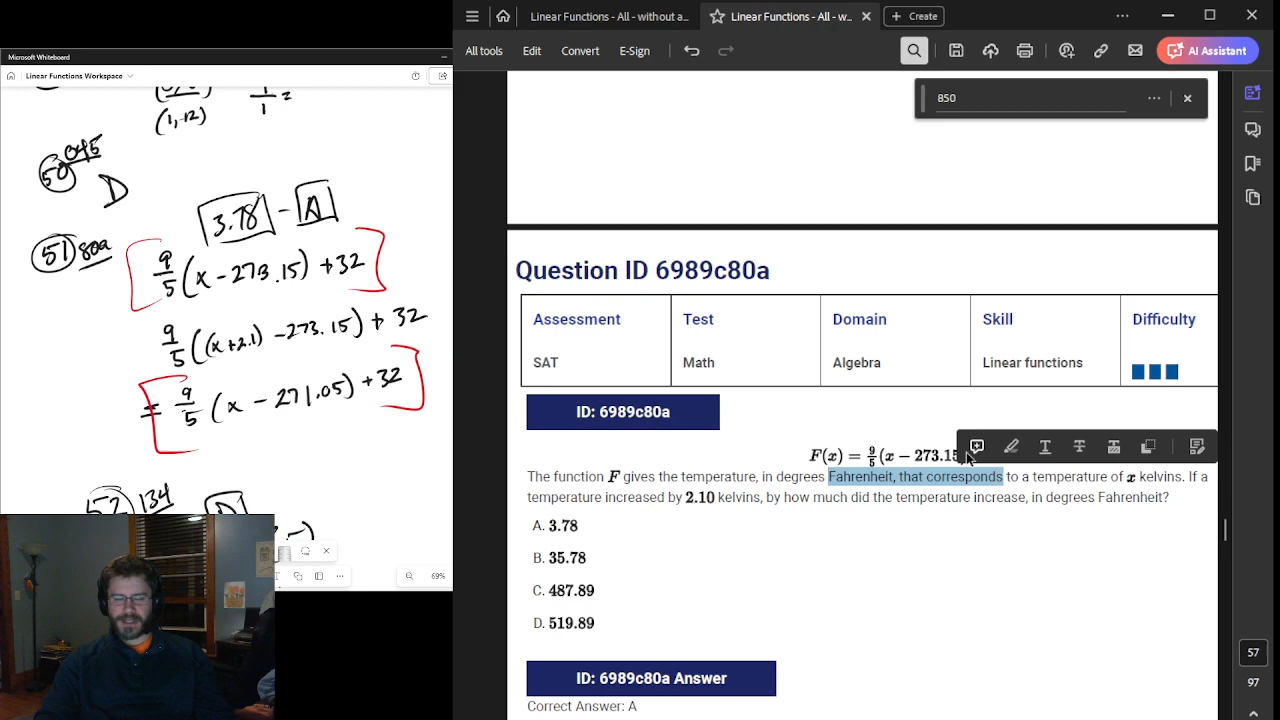 Linear Functions - All - without a...
Linear Functions - All - w...
Create
All tools
Edit
Convert
E-Sign
AI Assistant
850
Microsoft Whiteboard
Linear Functions Workspace
(1,-12)
1/1 =
50 045
D
3.78 - A
51 80a
9/5 (x - 273.15) + 32
9/5 ((x+2.1) - 273.15) + 32
= 9/5 (x - 271.05) + 32
52 134
69%
Question ID 6989c80a
Assessment Test Domain Skill Difficulty
SAT Math Algebra Linear functions
ID: 6989c80a
F(x) = 9/5 (x − 273.15)
The function F gives the temperature, in degrees Fahrenheit, that corresponds to a temperature of x kelvins. If a
temperature increased by 2.10 kelvins, by how much did the temperature increase, in degrees Fahrenheit?
A. 3.78
B. 35.78
C. 487.89
D. 519.89
ID: 6989c80a Answer
Correct Answer: A
57
97